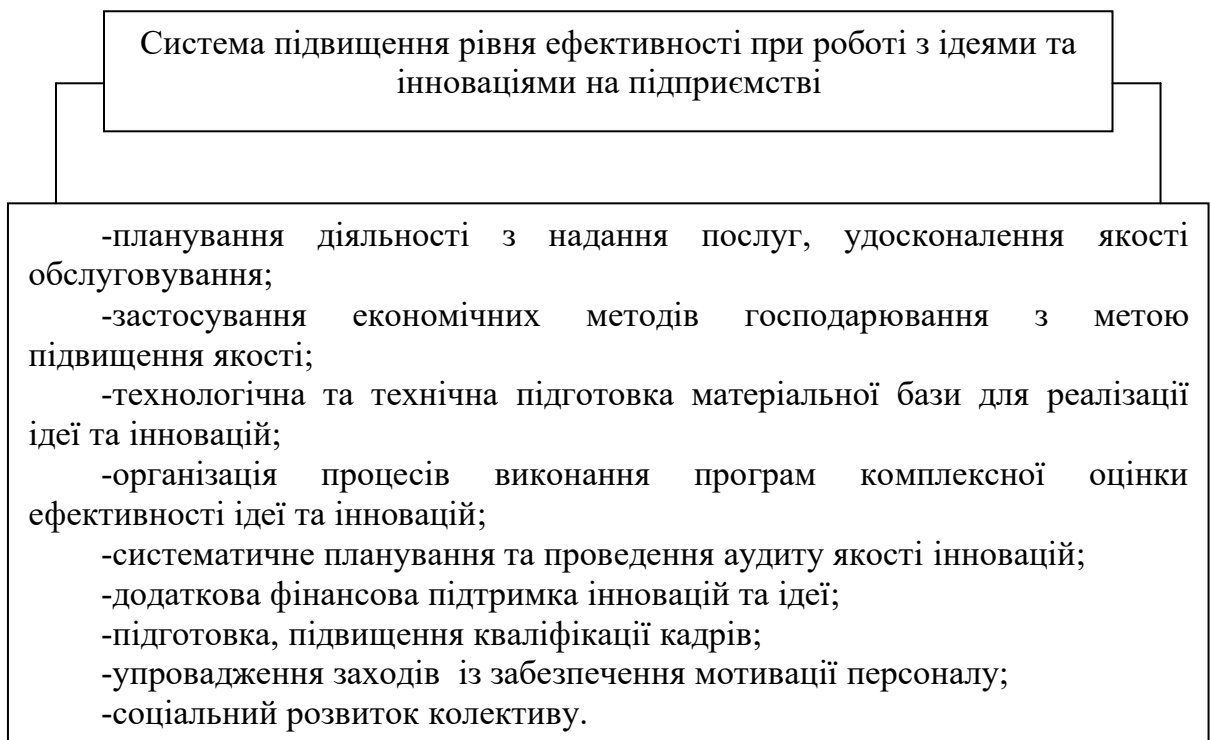 Система підвищення рівня ефективності при роботі з ідеями та
інноваціями на підприємстві
-планування діяльності з надання послуг, удосконалення якості
обслуговування;
-застосування економічних методів господарювання з метою
підвищення якості;
-технологічна та технічна підготовка матеріальної бази для реалізації
ідеї та інновацій;
-організація процесів виконання програм комплексної оцінки
ефективності ідеї та інновацій;
-систематичне планування та проведення аудиту якості інновацій;
-додаткова фінансова підтримка інновацій та ідеї;
-підготовка, підвищення кваліфікації кадрів;
-упровадження заходів  із забезпечення мотивації персоналу;
-соціальний розвиток колективу.